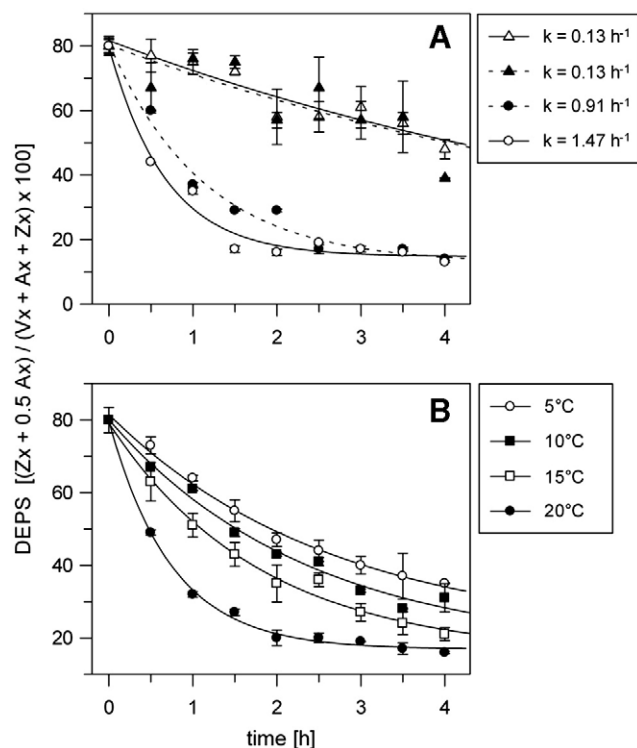 DEPS [(Zx + 0.5 Ax) / (Vx + Ax + Zx) x 100]
A
80
60
40
20
0
0 1 2 3 4
k = 0.13 h⁻¹
k = 0.13 h⁻¹
k = 0.91 h⁻¹
k = 1.47 h⁻¹
B
80
60
40
20
0 1 2 3 4
time [h]
5°C
10°C
15°C
20°C